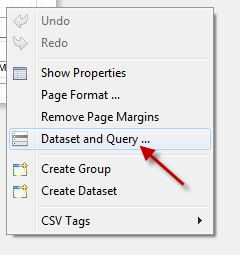 Undo
Redo
Show Properties
Page Format ...
Remove Page Margins
Dataset and Query ...
Create Group
Create Dataset
CSV Tags